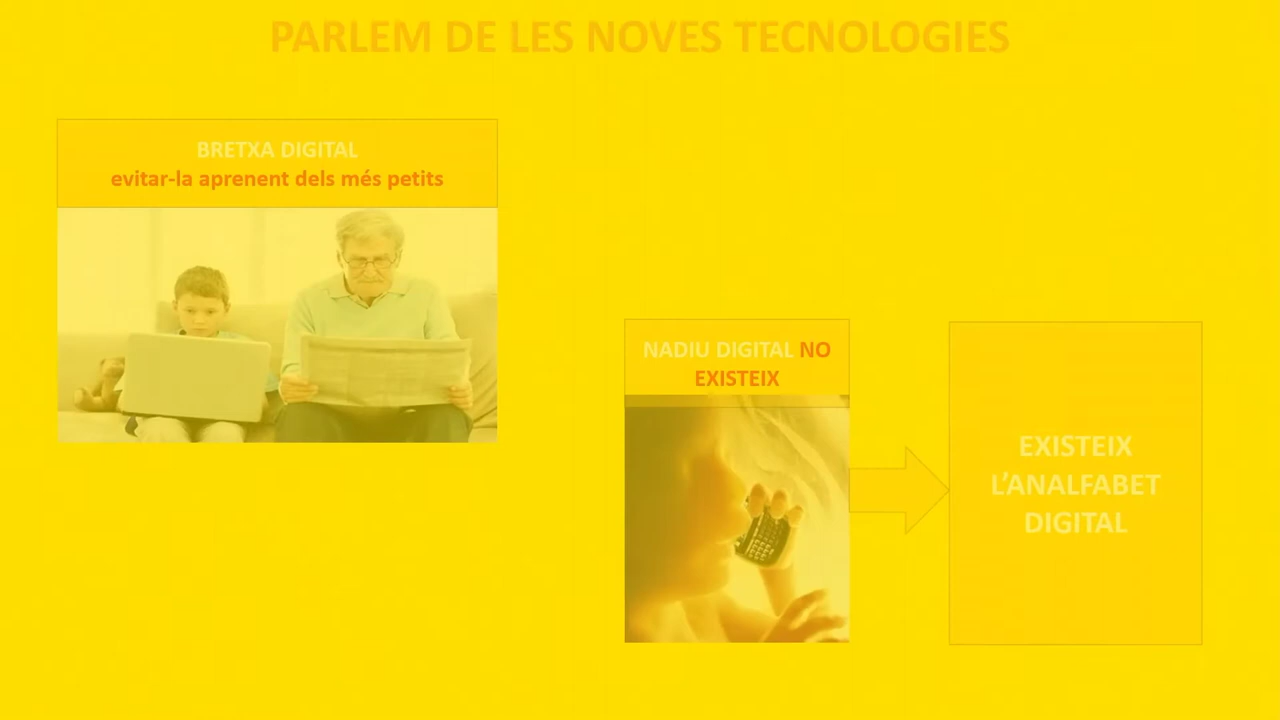 PARLEM DE LES NOVES TECNOLOGIES
BRETXA DIGITAL
evitar-la aprenent dels més petits
NADIU DIGITAL NO
EXISTEIX
EXISTEIX
L'ANALFABET
DIGITAL